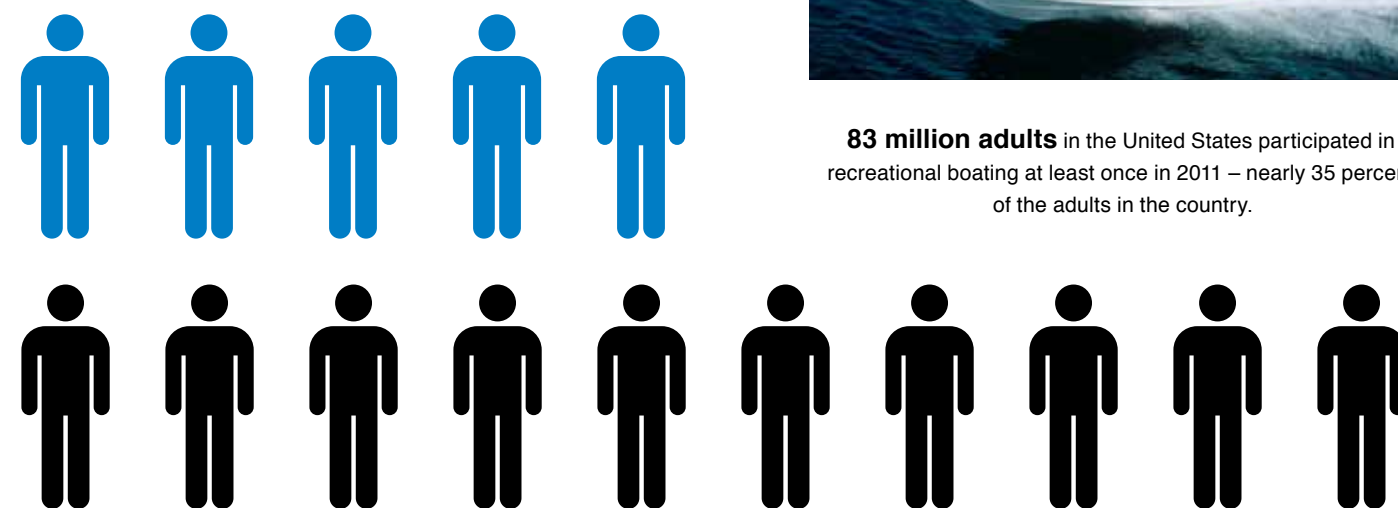 83 million adults in the United States participated in
recreational boating at least once in 2011 – nearly 35
of the adults in the country.